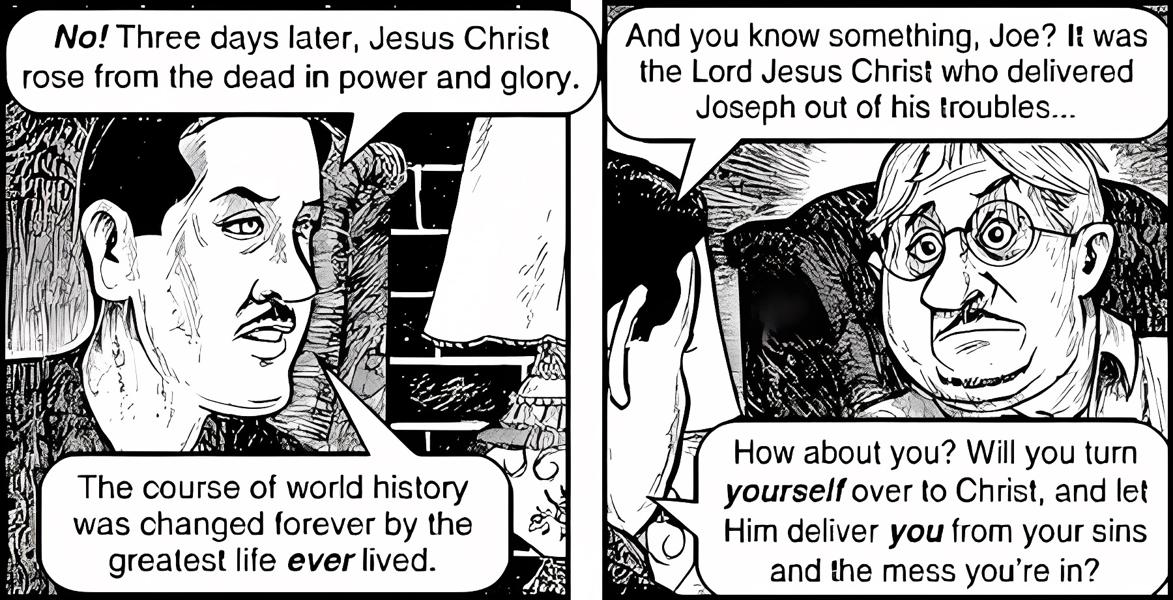 No! Three days later, Jesus Christ
rose from the dead in power and glory.
The course of world history
was changed forever by the
greatest life ever lived.
And you know something, Joe? It was
the Lord Jesus Christ who delivered
Joseph out of his troubles...
How about you? Will you turn
yourself over to Christ, and let
Him deliver you from your sins
and the mess you're in?